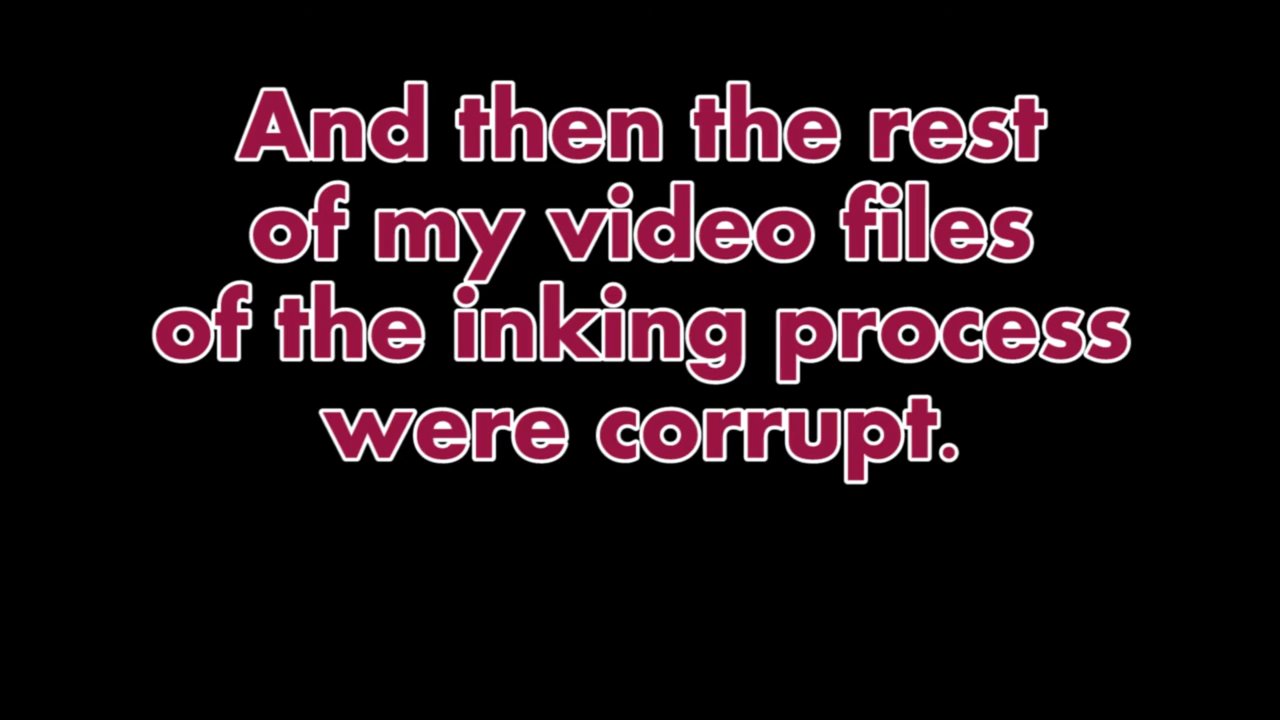 And then the rest
of my video files
of the inking process
were corrupt.